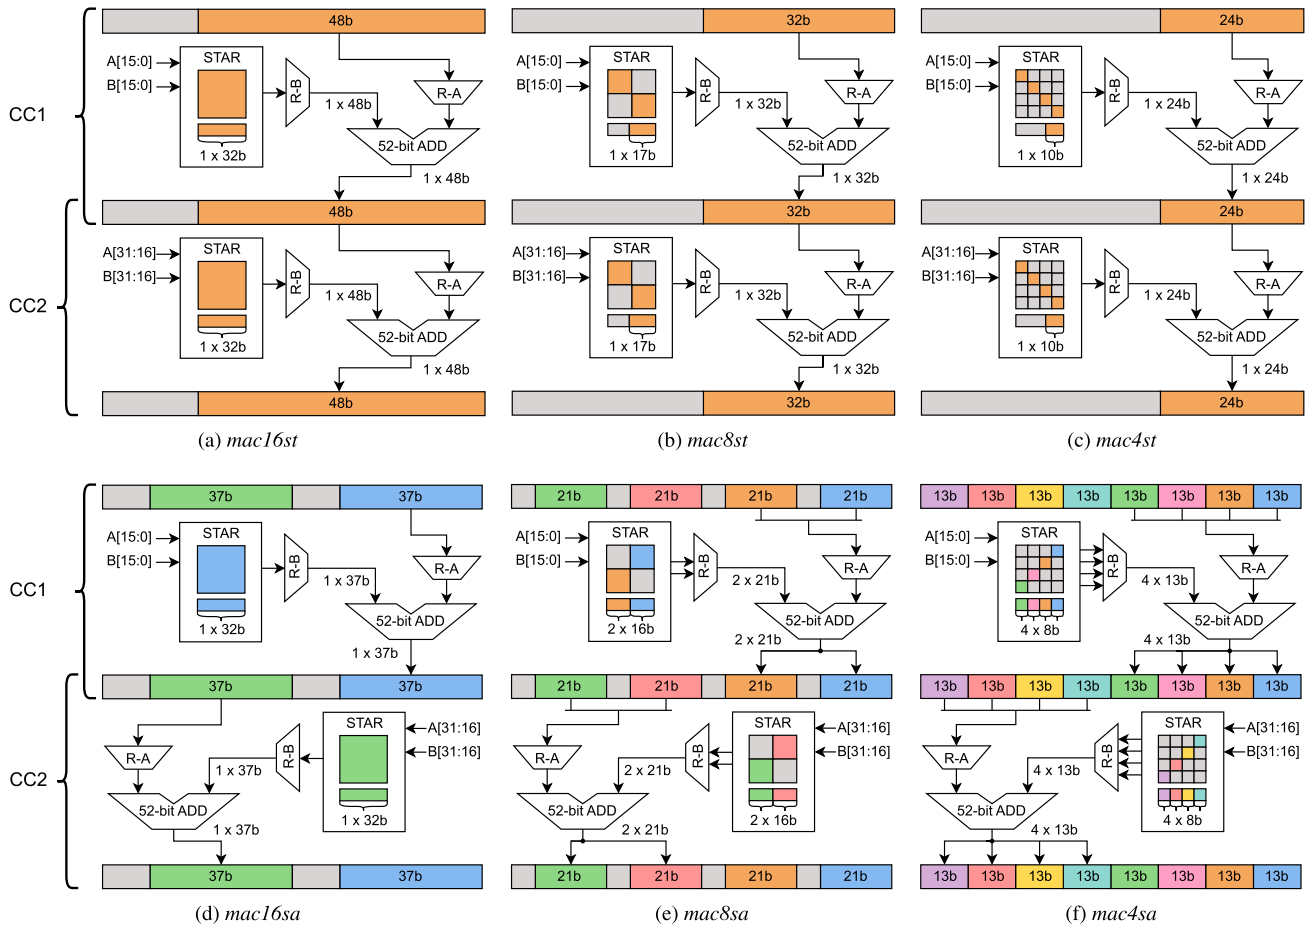 48b
STAR
A[15:0]
B[15:0]
R-B
1 x 48b
R-A
52-bit ADD
1 x 32b
1 x 48b
CC1
48b
STAR
A[31:16]
B[31:16]
R-B
1 x 48b
R-A
52-bit ADD
1 x 32b
1 x 48b
CC2
48b
(a) mac16st
32b
STAR
A[15:0]
B[15:0]
R-B
1 x 32b
R-A
52-bit ADD
1 x 17b
1 x 32b
32b
STAR
A[31:16]
B[31:16]
R-B
1 x 32b
R-A
52-bit ADD
1 x 17b
1 x 32b
32b
(b) mac8st
24b
STAR
A[15:0]
B[15:0]
R-B
1 x 24b
R-A
52-bit ADD
1 x 10b
1 x 24b
24b
STAR
A[31:16]
B[31:16]
R-B
1 x 24b
R-A
52-bit ADD
1 x 10b
1 x 24b
24b
(c) mac4st
37b 37b
STAR
A[15:0]
B[15:0]
R-B
1 x 37b
R-A
52-bit ADD
1 x 32b
1 x 37b
CC1
37b 37b
STAR
A[31:16]
B[31:16]
R-B
R-A
1 x 37b
52-bit ADD
1 x 32b
1 x 37b
CC2
37b 37b
(d) mac16sa
21b 21b 21b 21b
STAR
A[15:0]
B[15:0]
R-B
2 x 21b
R-A
52-bit ADD
2 x 16b
2 x 21b
21b 21b 21b 21b
STAR
A[31:16]
B[31:16]
R-B
R-A
2 x 21b
52-bit ADD
2 x 16b
2 x 21b
21b 21b 21b 21b
(e) mac8sa
13b 13b 13b 13b 13b 13b 13b 13b
STAR
A[15:0]
B[15:0]
R-B
4 x 13b
R-A
52-bit ADD
4 x 8b
4 x 13b
13b 13b 13b 13b 13b 13b 13b 13b
STAR
A[31:16]
B[31:16]
R-B
R-A
4 x 13b
52-bit ADD
4 x 8b
4 x 13b
13b 13b 13b 13b 13b 13b 13b 13b
(f) mac4sa